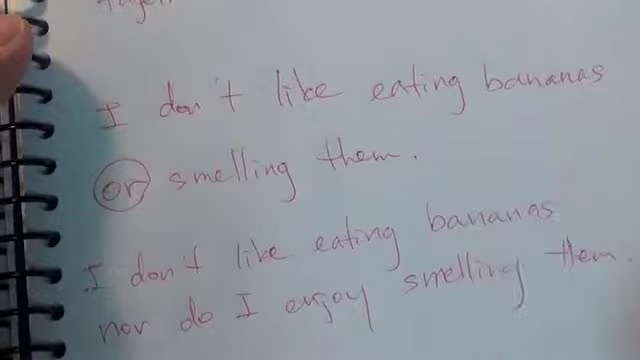 I don't like eating bananas
or smelling them.
I don't like eating bananas
nor do I enjoy smelling them.